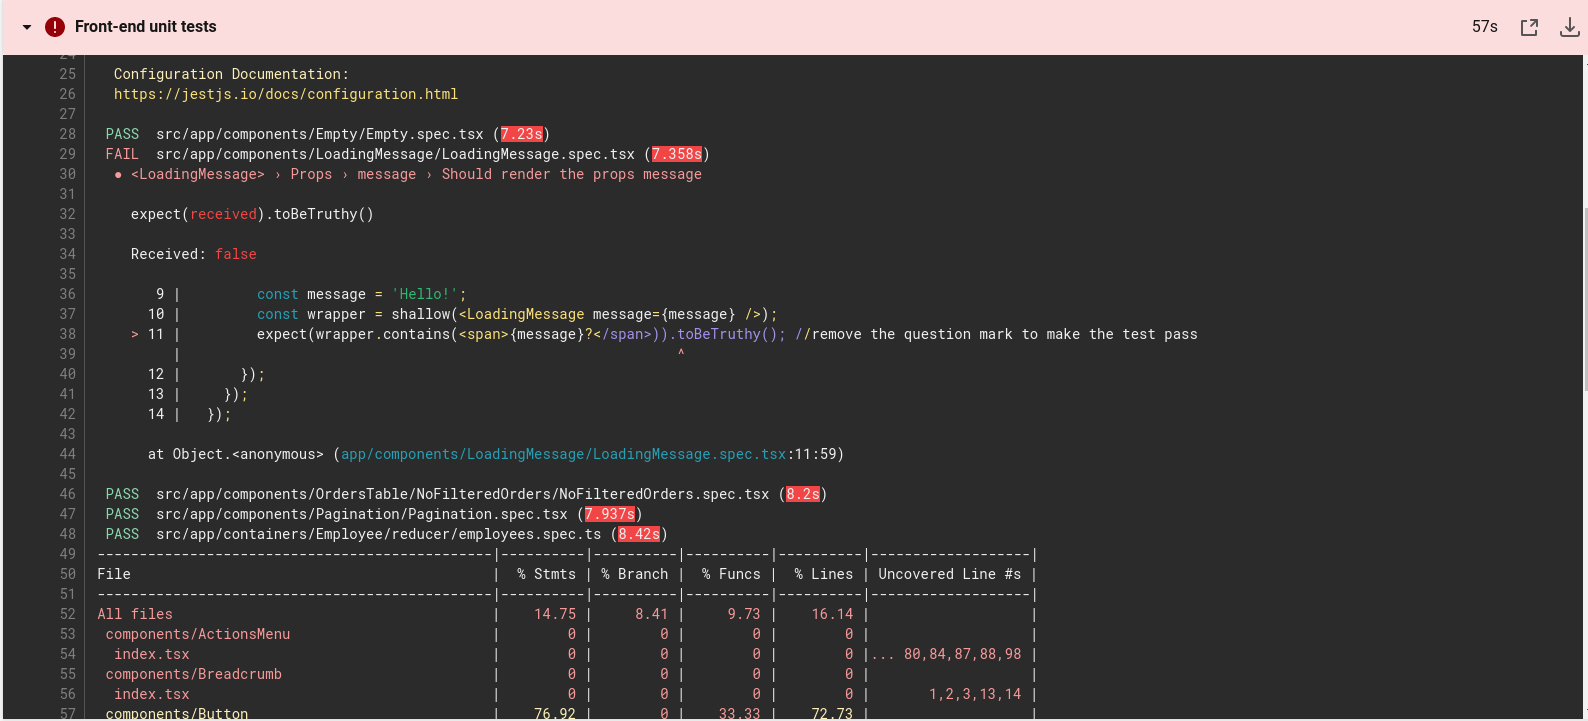 Front-end unit tests 57s
24
25 Configuration Documentation:
26 https://jestjs.io/docs/configuration.html
27
28 PASS src/app/components/Empty/Empty.spec.tsx (7.23s)
29 FAIL src/app/components/LoadingMessage/LoadingMessage.spec.tsx (7.358s)
30 ● <LoadingMessage> › Props › message › Should render the props message
31
32 expect(received).toBeTruthy()
33
34 Received: false
35
36 9 | const message = 'Hello!';
37 10 | const wrapper = shallow(<LoadingMessage message={message} />);
38 > 11 | expect(wrapper.contains(<span>{message}?</span>)).toBeTruthy(); //remove the question mark to make the test pass
39 | ^
40 12 | });
41 13 | });
42 14 | });
43
44 at Object.<anonymous> (app/components/LoadingMessage/LoadingMessage.spec.tsx:11:59)
45
46 PASS src/app/components/OrdersTable/NoFilteredOrders/NoFilteredOrders.spec.tsx (8.2s)
47 PASS src/app/components/Pagination/Pagination.spec.tsx (7.937s)
48 PASS src/app/containers/Employee/reducer/employees.spec.ts (8.42s)
49 -----------------------------------------------|----------|----------|----------|----------|-------------------|
50 File | % Stmts | % Branch | % Funcs | % Lines | Uncovered Line #s |
51 -----------------------------------------------|----------|----------|----------|----------|-------------------|
52 All files | 14.75 | 8.41 | 9.73 | 16.14 | |
53 components/ActionsMenu | 0 | 0 | 0 | 0 | |
54 index.tsx | 0 | 0 | 0 | 0 |... 80,84,87,88,98 |
55 components/Breadcrumb | 0 | 0 | 0 | 0 | |
56 index.tsx | 0 | 0 | 0 | 0 | 1,2,3,13,14 |
57 components/Button | 76.92 | 0 | 33.33 | 72.73 | |